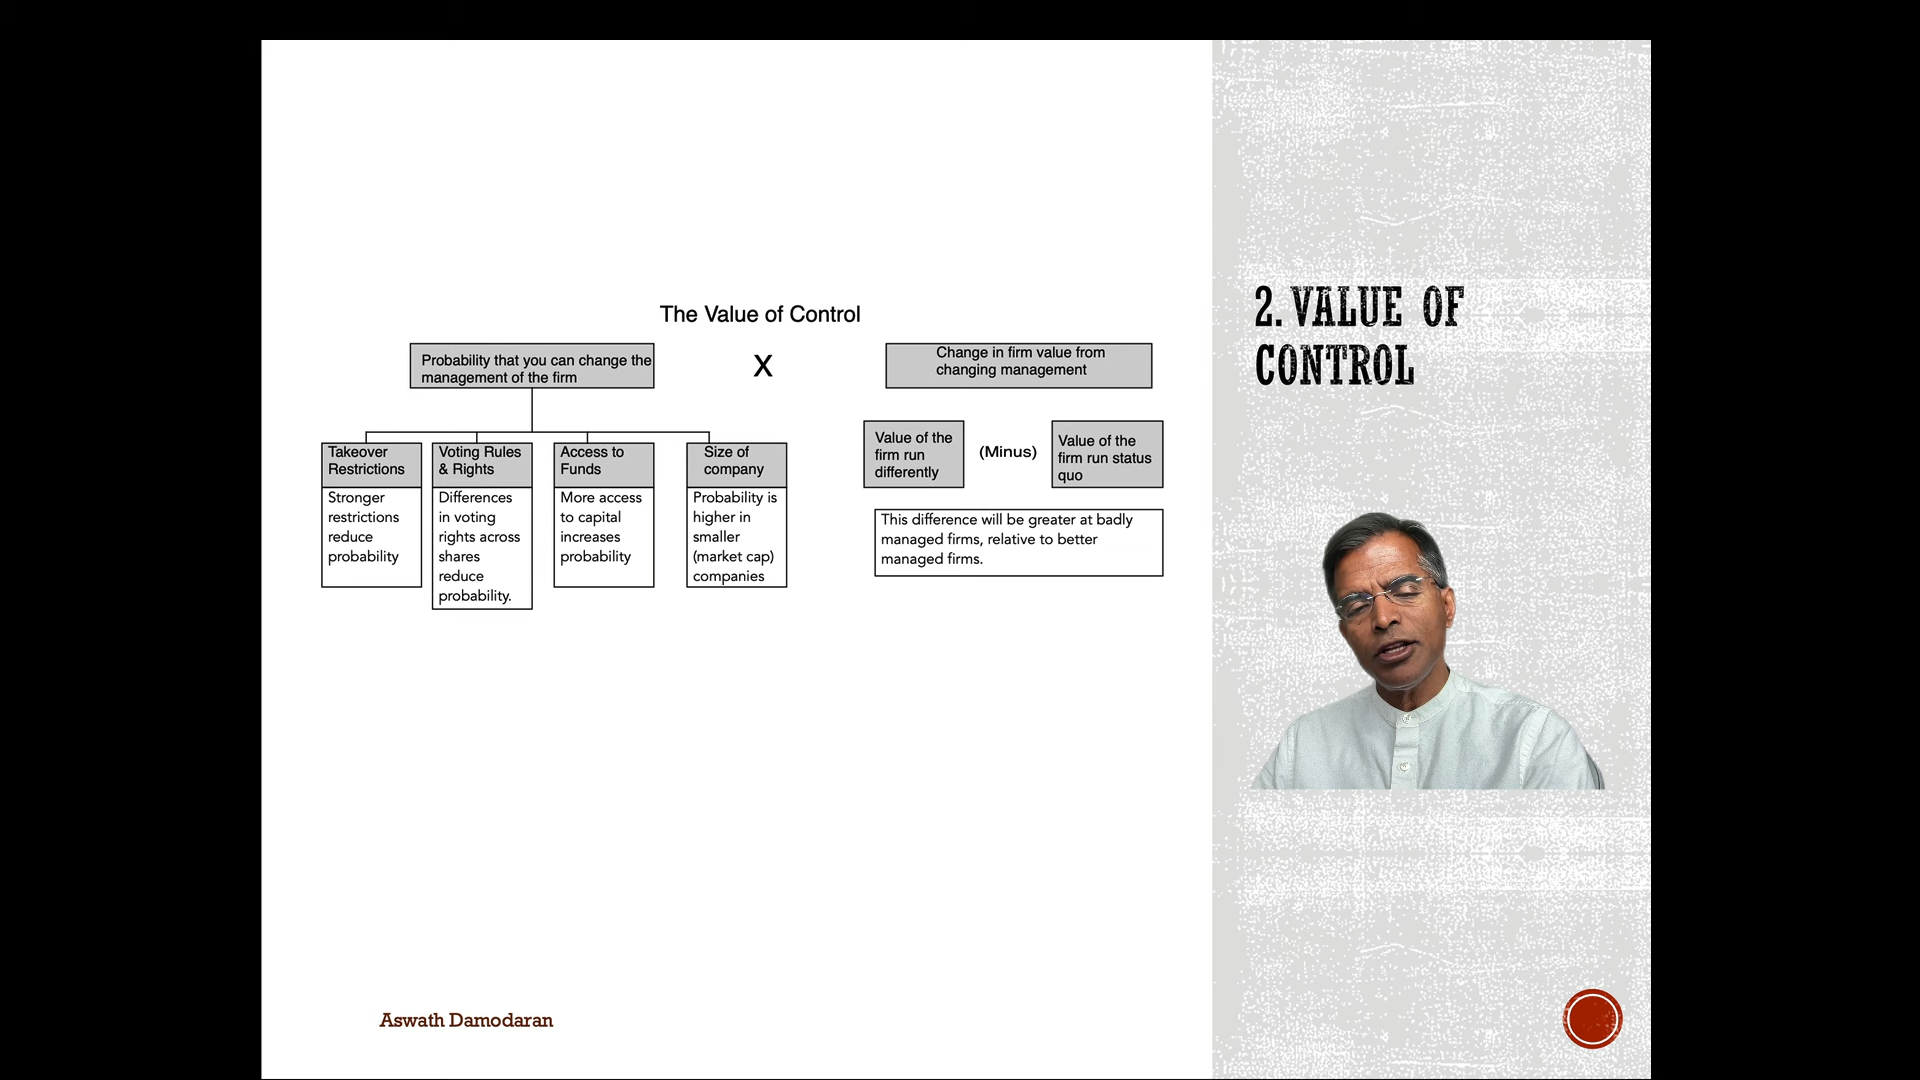 The Value of Control
Probability that you can change the
management of the firm
X
Change in firm value from
changing management
Takeover
Restrictions
Stronger
restrictions
reduce
probability
Voting Rules
& Rights
Differences
in voting
rights across
shares
reduce
probability.
Access to
Funds
More access
to capital
increases
probability
Size of
company
Probability is
higher in
smaller
(market cap)
companies
Value of the
firm run
differently
(Minus)
Value of the
firm run status
quo
This difference will be greater at badly
managed firms, relative to better
managed firms.
2. VALUE OF
CONTROL
Aswath Damodaran